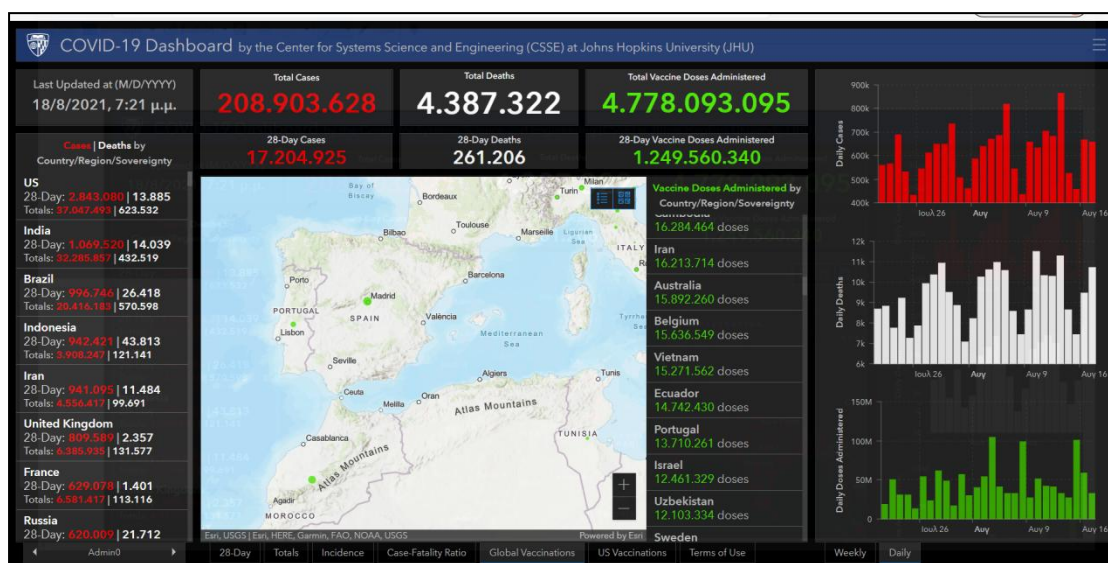 COVID-19 Dashboard by the Center for Systems Science and Engineering (CSSE) at Johns Hopkins University (JHU)
Last Updated at (M/D/YYYY)
18/8/2021, 7:21 μ.μ.
Total Cases
208.903.628
Total Deaths
4.387.322
Total Vaccine Doses Administered
4.778.093.095
28-Day Cases
17.204.925
28-Day Deaths
261.206
28-Day Vaccine Doses Administered
1.249.560.340
Cases | Deaths by
Country/Region/Sovereignty
US
28-Day: 2.843.080 | 13.885
Totals: 37.047.493 | 623.532
India
28-Day: 1.069.520 | 14.039
Totals: 32.285.857 | 432.519
Brazil
28-Day: 996.746 | 26.418
Totals: 20.416.183 | 570.598
Indonesia
28-Day: 942.421 | 43.813
Totals: 3.908.247 | 121.141
Iran
28-Day: 941.095 | 11.484
Totals: 4.556.417 | 99.691
United Kingdom
28-Day: 809.589 | 2.357
Totals: 6.385.935 | 131.577
France
28-Day: 629.078 | 1.401
Totals: 6.581.417 | 113.116
Russia
28-Day: 620.009 | 21.712
Admin0
Bay of
Biscay
Bordeaux
Milan
Turin
Toulouse
Marseille
Ligurian
Sea
ITALY
Bilbao
Porto
Barcelona
Madrid
PORTUGAL
SPAIN
València
Lisbon
Mediterranean
Sea
Tyrrhe
Seville
Algiers
Tunis
Ceuta
Melilla
Oran
Atlas Mountains
TUNISIA
Casablanca
Atlas Mountains
Agadir
MOROCCO
+
−
Esri, USGS | Esri, HERE, Garmin, FAO, NOAA, USGS
Powered by Esri
28-Day
Totals
Incidence
Case-Fatality Ratio
Global Vaccinations
US Vaccinations
Terms of Use
Vaccine Doses Administered by
Country/Region/Sovereignty
Cambodia
16.284.464 doses
Iran
16.213.714 doses
Australia
15.892.260 doses
Belgium
15.636.549 doses
Vietnam
15.271.562 doses
Ecuador
14.742.430 doses
Portugal
13.710.261 doses
Israel
12.461.329 doses
Uzbekistan
12.103.334 doses
Sweden
Daily Cases
900k
800k
700k
600k
500k
400k
Ιουλ 26
Αυγ
Αυγ 9
Αυγ 16
Daily Deaths
12k
11k
10k
9k
8k
7k
6k
Ιουλ 26
Αυγ
Αυγ 9
Αυγ 16
Daily Doses Administered
150M
100M
50M
0
Ιουλ 26
Αυγ
Αυγ 9
Αυγ 16
Weekly
Daily